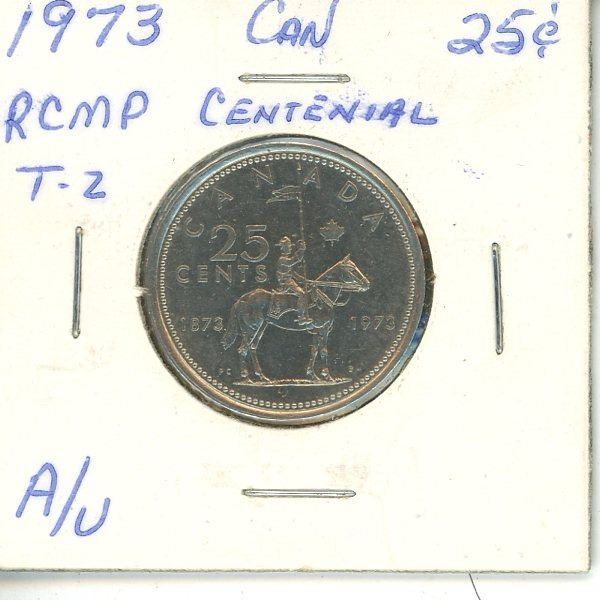 1973 CAN 25¢
RCMP CENTENIAL
T-2
CANADA
25
CENTS
1873 1973
A/U